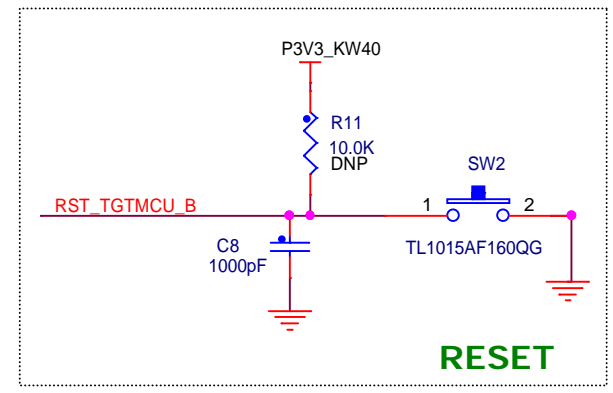 P3V3_KW40
R11
10.0K
DNP
SW2
RST_TGTMCU_B
1
2
C8
1000pF
TL1015AF160QG
RESET